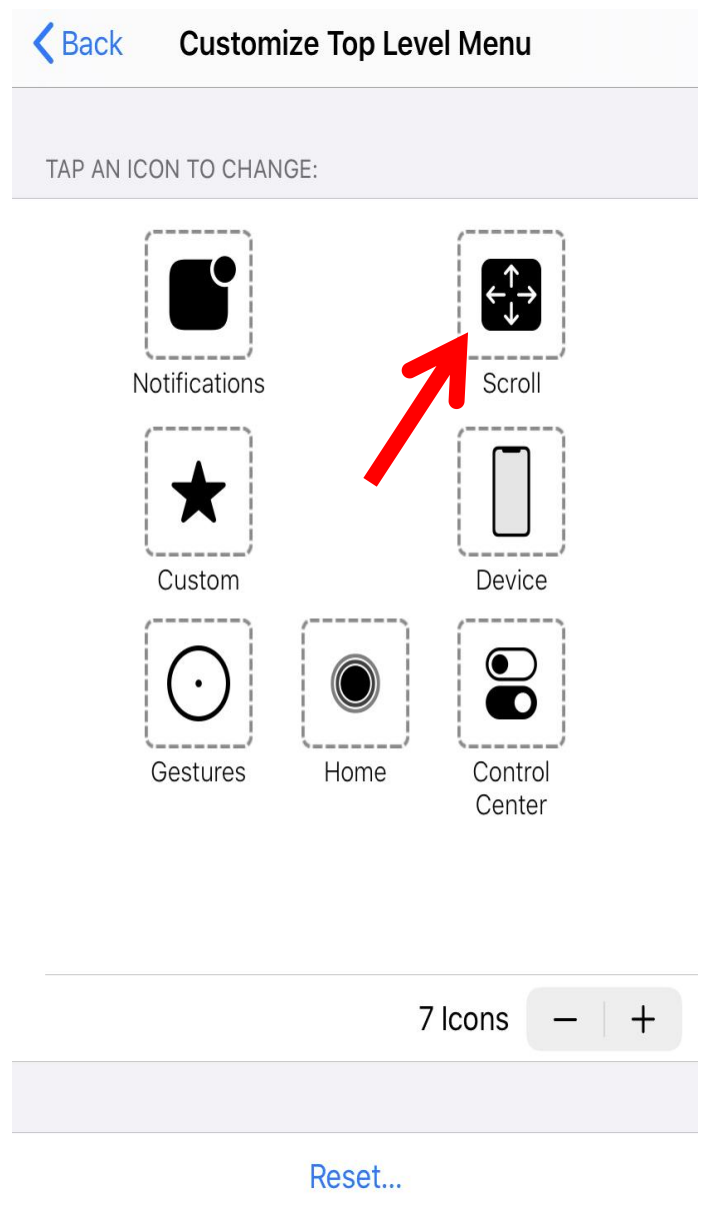 Back
Customize Top Level Menu
TAP AN ICON TO CHANGE:
Notifications
Scroll
Custom
Device
Gestures
Home
Control
Center
7 Icons
Reset...